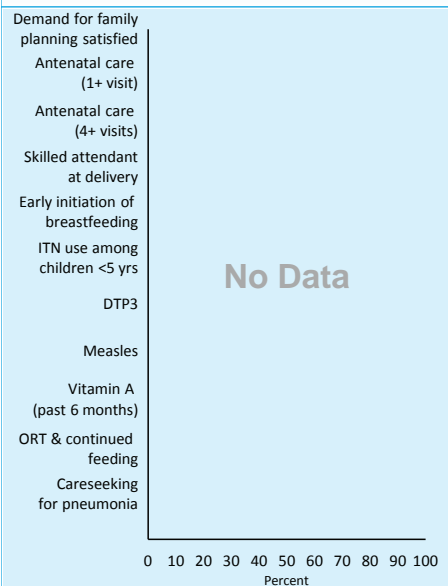 Demand for family
planning satisfied
Antenatal care
(1+ visit)
Antenatal care
(4+ visits)
Skilled attendant
at delivery
Early initiation of
breastfeeding
ITN use among
children <5 yrs
No Data
DTP3
Measles
Vitamin A
(past 6 months)
ORT & continued
feeding
Careseeking
for pneumonia
0 10 20 30 40 50 60 70 80 90 100
Percent